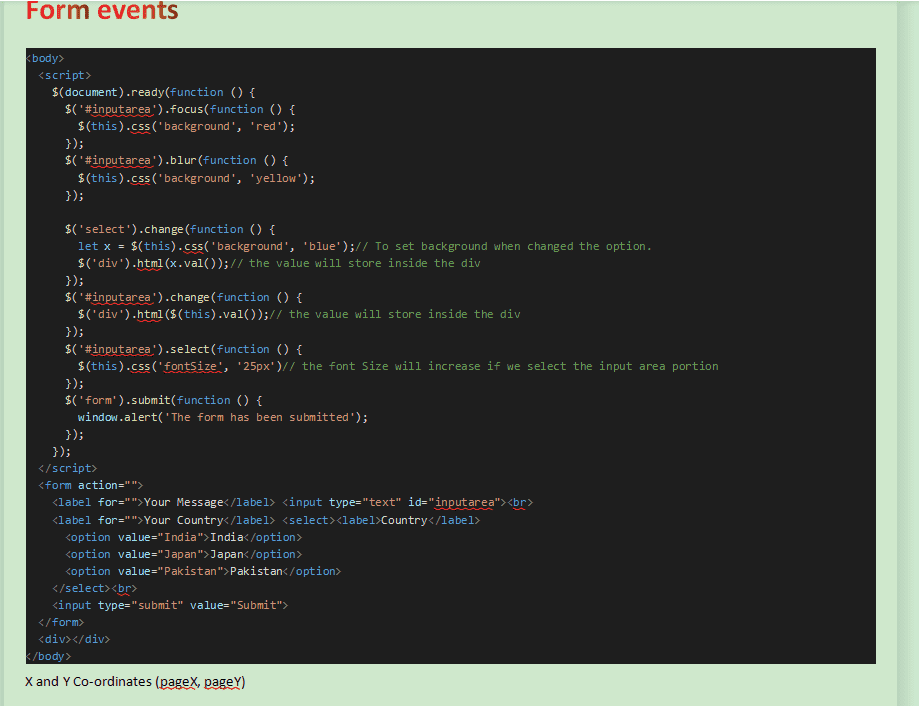 Form events
<body>
  <script>
    $(document).ready(function () {
      $('#inputarea').focus(function () {
        $(this).css('background', 'red');
      });
      $('#inputarea').blur(function () {
        $(this).css('background', 'yellow');
      });
      $('select').change(function () {
        let x = $(this).css('background', 'blue');// To set background when changed the option.
        $('div').html(x.val());// the value will store inside the div
      });
      $('#inputarea').change(function () {
        $('div').html($(this).val());// the value will store inside the div
      });
      $('#inputarea').select(function () {
        $(this).css('fontSize', '25px')// the font Size will increase if we select the input area portion
      });
      $('form').submit(function () {
        window.alert('The form has been submitted');
      });
    });
  </script>
  <form action="">
    <label for="">Your Message</label> <input type="text" id="inputarea"><br>
    <label for="">Your Country</label> <select><label>Country</label>
      <option value="India">India</option>
      <option value="Japan">Japan</option>
      <option value="Pakistan">Pakistan</option>
    </select><br>
    <input type="submit" value="Submit">
  </form>
  <div></div>
</body>
X and Y Co-ordinates (pageX, pageY)